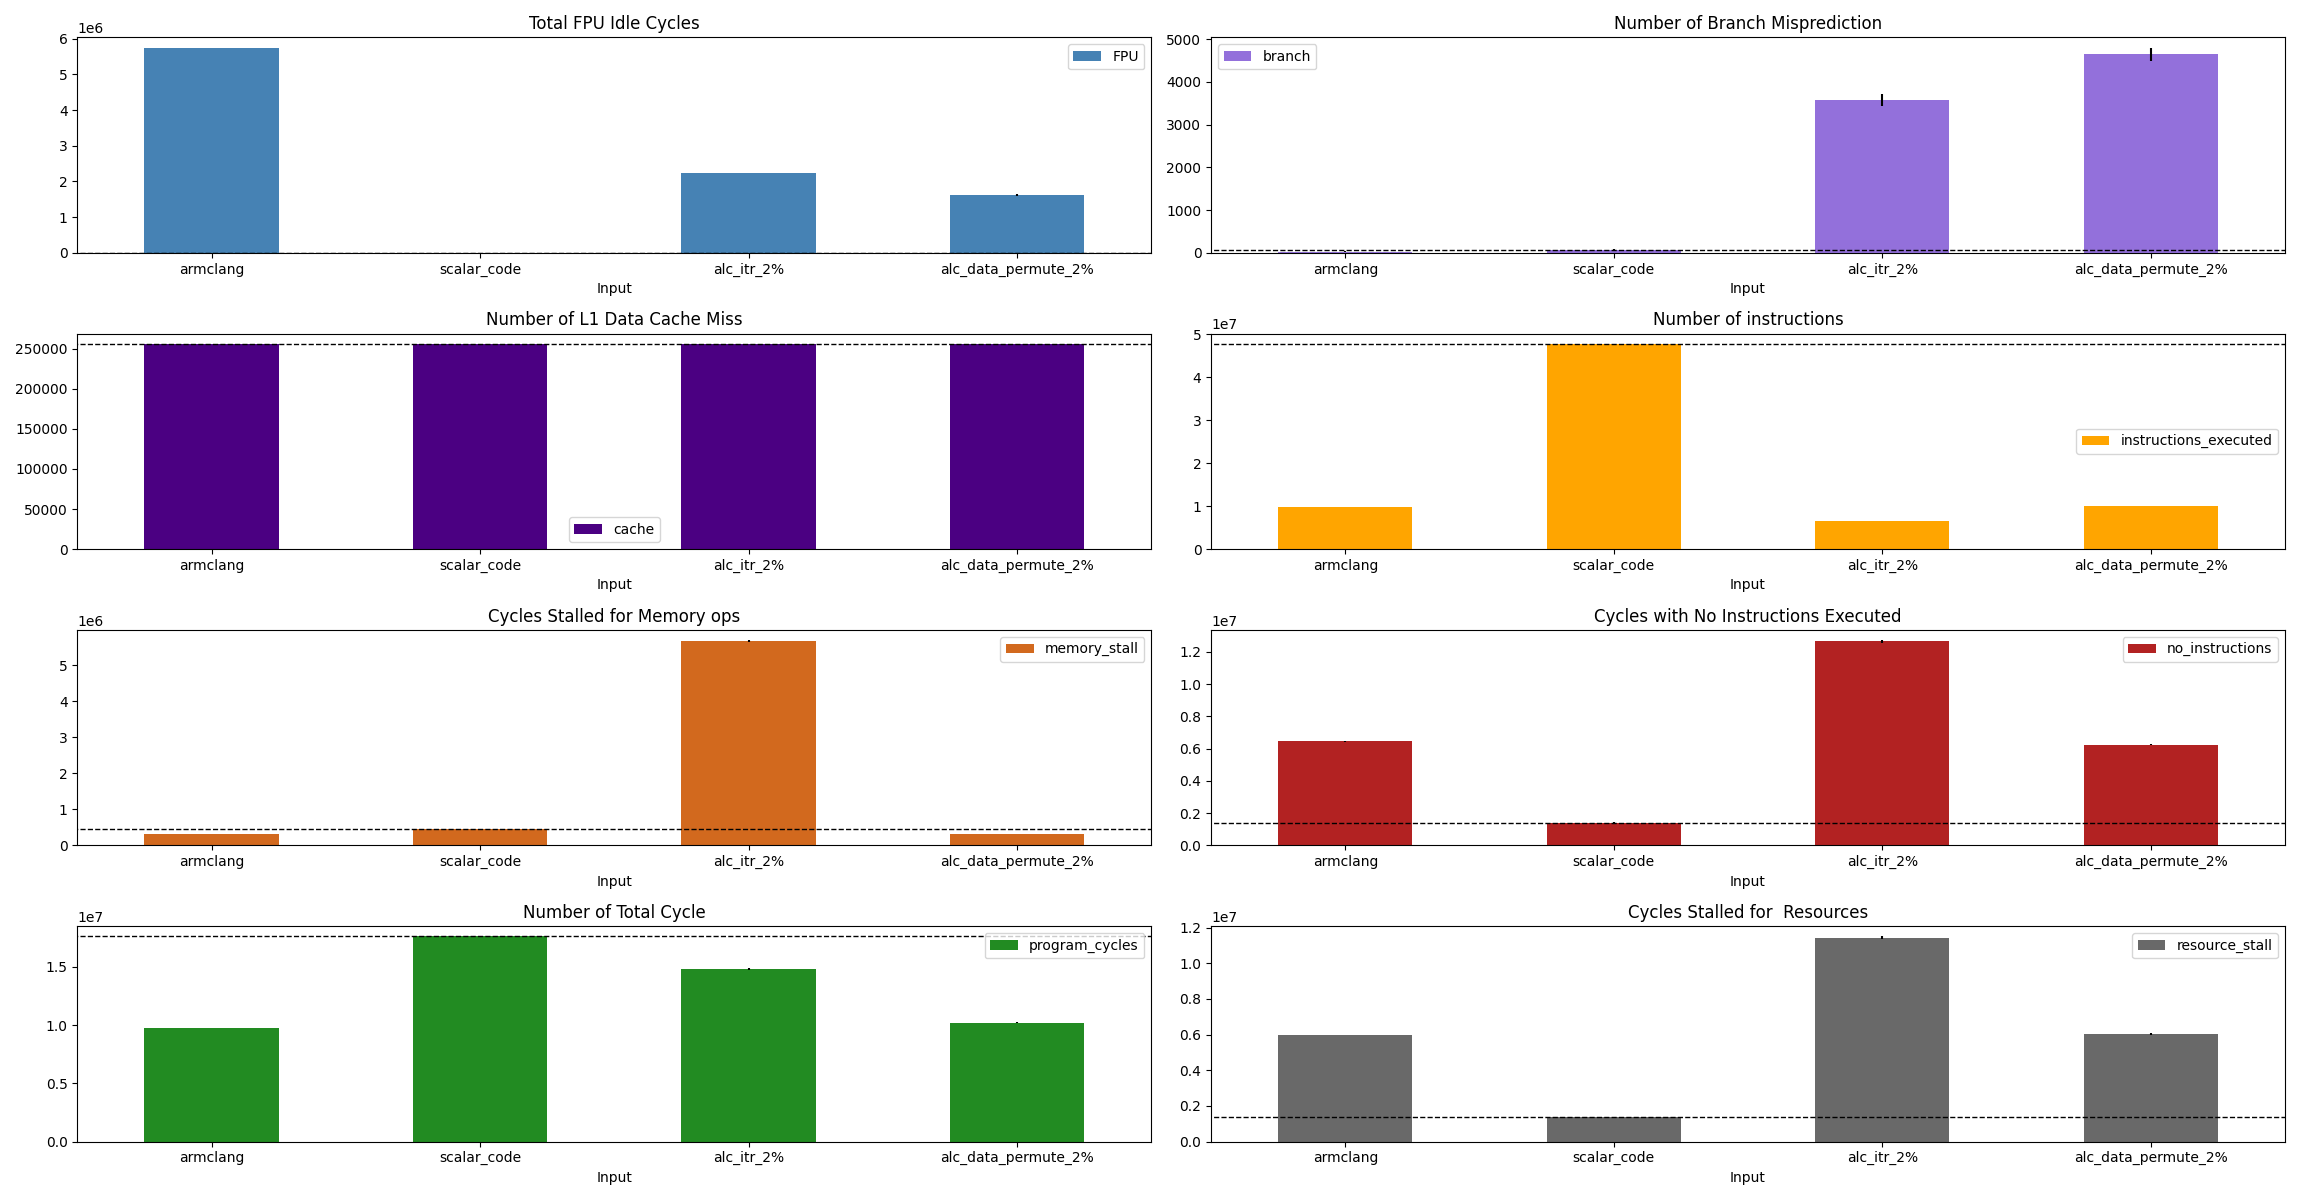 Total FPU Idle Cycles
1e6
6
5
4
3
2
1
0
FPU
armclang scalar_code alc_itr_2% alc_data_permute_2%
Input
Number of Branch Misprediction
5000
4000
3000
2000
1000
0
branch
armclang scalar_code alc_itr_2% alc_data_permute_2%
Input
Number of L1 Data Cache Miss
250000
200000
150000
100000
50000
0
cache
armclang scalar_code alc_itr_2% alc_data_permute_2%
Input
Number of instructions
1e7
5
4
3
2
1
0
instructions_executed
armclang scalar_code alc_itr_2% alc_data_permute_2%
Input
Cycles Stalled for Memory ops
1e6
5
4
3
2
1
0
memory_stall
armclang scalar_code alc_itr_2% alc_data_permute_2%
Input
Cycles with No Instructions Executed
1e7
1.2
1.0
0.8
0.6
0.4
0.2
0.0
no_instructions
armclang scalar_code alc_itr_2% alc_data_permute_2%
Input
Number of Total Cycle
1e7
1.5
1.0
0.5
0.0
program_cycles
armclang scalar_code alc_itr_2% alc_data_permute_2%
Input
Cycles Stalled for  Resources
1e7
1.2
1.0
0.8
0.6
0.4
0.2
0.0
resource_stall
armclang scalar_code alc_itr_2% alc_data_permute_2%
Input